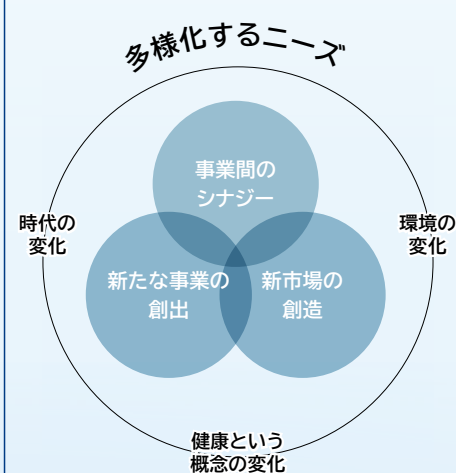 多様化するニーズ
事業間の
シナジー
時代の
変化
環境の
変化
新たな事業の
創出
新市場の
創造
健康という
概念の変化